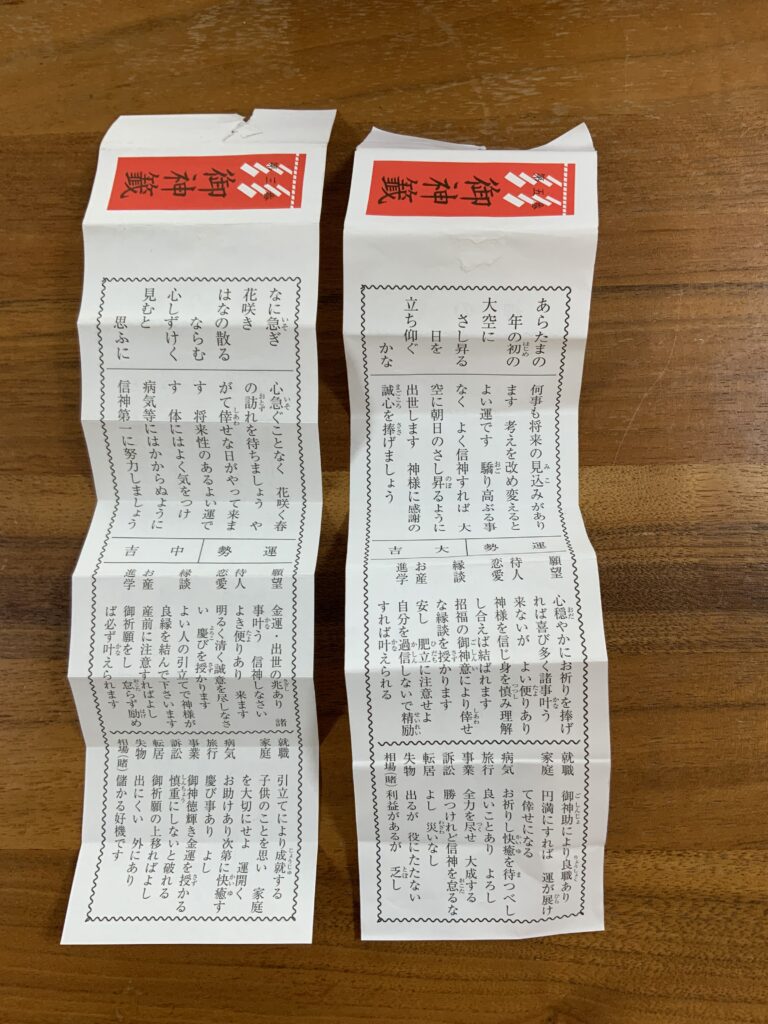 第五番
御神籤
あらたまの
年の初の
大空に
さし昇る
日を
立ち仰ぐ
かな
何事も将来の見込みがあり
ます 考えを改め変えると
よい運です 驕り高ぶる事
なく よく信神すれば 大
空に朝日のさし昇るように
出世します 神様に感謝の
誠心を捧げましょう
運勢 大吉
願望 心穏やかにお祈りを捧げ
れば喜び多く諸事叶う
待人 来ないが よい便りあり
恋愛 神様を信じ身を慎み理解
し合えば結ばれます
縁談 招福の御神意により倖せ
な縁談を授かります
お産 安し 肥立に注意せよ
進学 自分を過信しないで精励
すれば叶えられる
就職 御神助により良職あり
家庭 円満にすれば 運が展け
て倖せになる
病気 お祈りし快癒を待つべし
旅行 良いことあり よろし
事業 全力を尽せ 大成する
訴訟 勝つけれど信神を怠るな
転居 よし 災いなし
失物 出るが 役にたたない
相場(賭) 利益があるが 乏し
第三番
御神籤
なに急ぎ
花咲き
はなの散る
ならむ
心しずけく
見むと
思ふに
心急ぐことなく 花咲く春
の訪れを待ちましょう や
がて倖せな日がやって来ま
す 将来性のあるよい運で
す 体にはよく気をつけ
病気等にはかからぬように
信神第一に努力しましょう
運勢 中吉
願望 金運・出世の兆あり 諸
事叶う 信神しなさい
待人 よき便りあり 来ます
恋愛 明るく清く誠意を尽しなさ
い 慶びを授かります
縁談 よい人の引立てで神様が
良縁を結んで下さいます
お産 産前に注意すればよし
進学 御祈願をし 怠らず励め
ば必ず叶えられます
就職 引立てにより成就する
家庭 子供のことを思い 家庭
を大切にせよ 運開く
病気 お助けあり次第に快癒す
旅行 慶び事あり よし
事業 御神徳輝き金運を授かる
訴訟 慎重にしないと破れる
転居 御祈願の上移ればよし
失物 出にくい 外にあり
相場(賭) 儲かる好機です